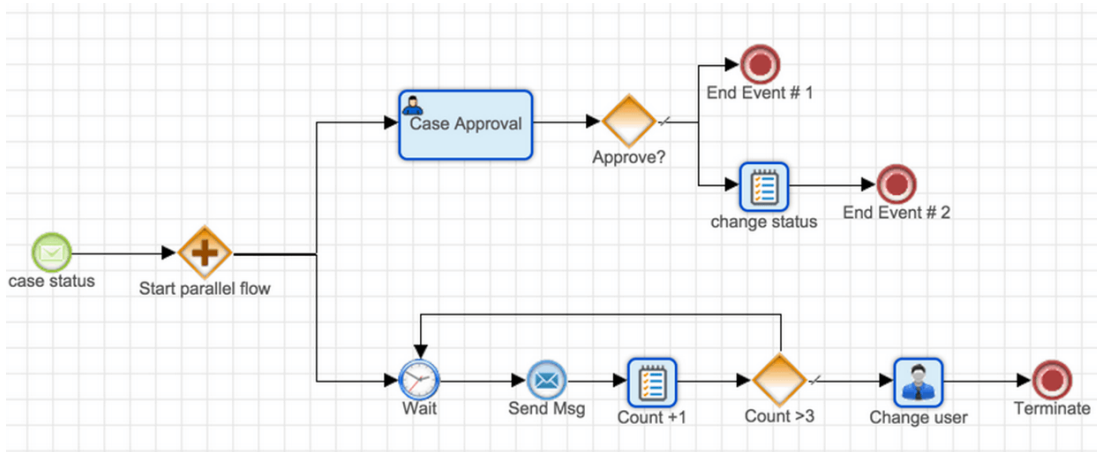 End Event # 1
Case Approval
Approve?
change status
End Event # 2
case status
Start parallel flow
Wait
Send Msg
Count +1
Count >3
Change user
Terminate